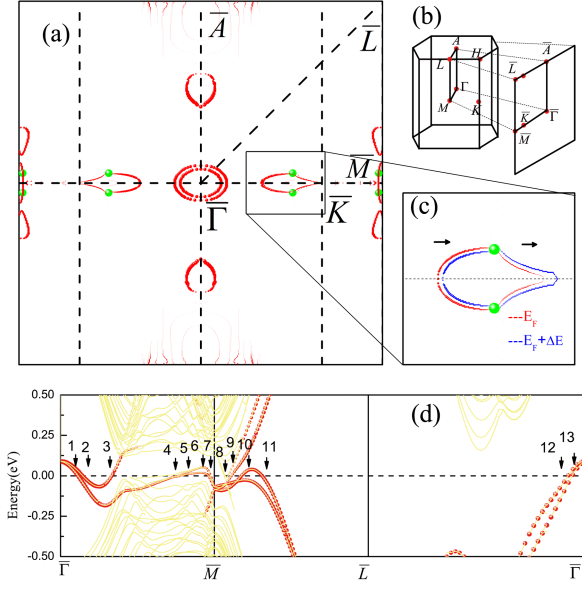 (a)
A̅
L̅
M̅
Γ̅
K̅
(b)
A
H
L
Γ
M
K
A̅
L̅
K̅
M̅
Γ̅
(c)
---E_F
---E_F+ΔE
(d)
Energy(eV)
0.50
0.25
0.00
-0.25
-0.50
1 2 3 4 5 6 7 8 9 10 11 12 13
Γ̅ M̅ L̅ Γ̅